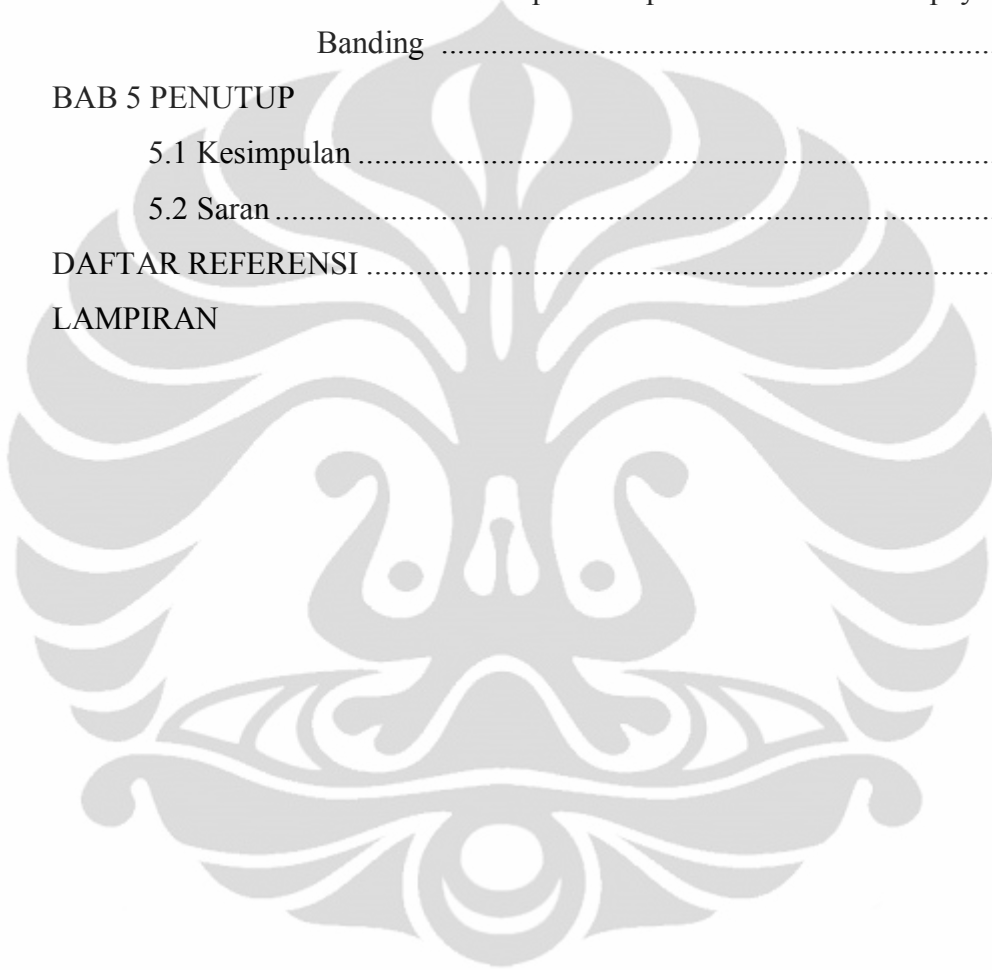 Banding ........................................................................
BAB 5 PENUTUP
5.1 Kesimpulan ...................................................................................
5.2 Saran ..............................................................................................
DAFTAR REFERENSI ...................................................................................
LAMPIRAN